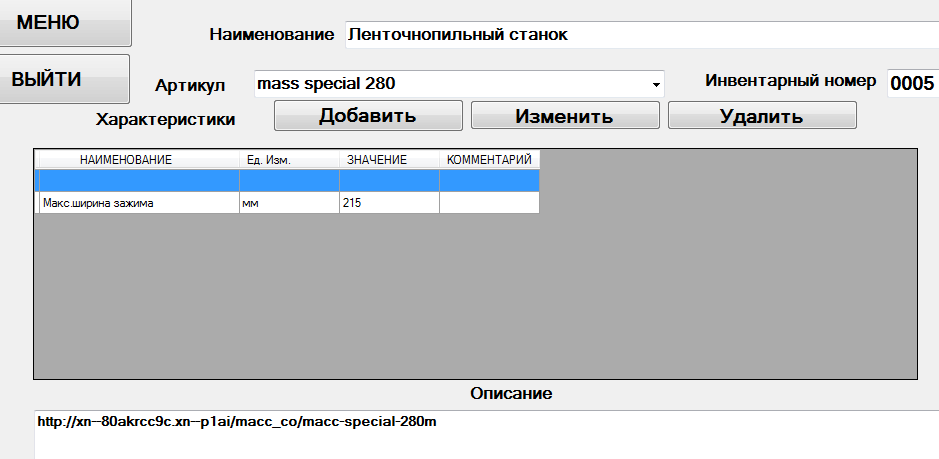 МЕНЮ
Наименование Ленточнопильный станок
ВЫЙТИ
Артикул mass special 280 Инвентарный номер 0005
Характеристики Добавить Изменить Удалить
НАИМЕНОВАНИЕ Ед. Изм. ЗНАЧЕНИЕ КОММЕНТАРИЙ
Макс.ширина зажима мм 215
Описание
http://xn--80akrcc9c.xn--p1ai/macc_co/macc-special-280m